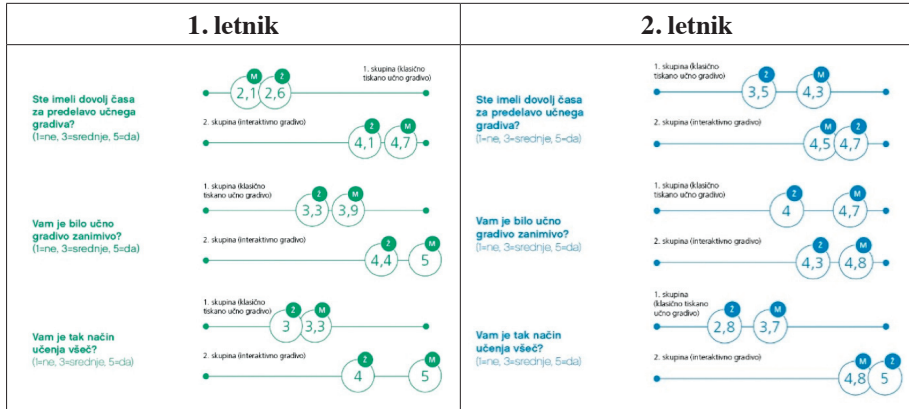 1. letnik
2. letnik
Ste imeli dovolj časa
za predelavo učnega
gradiva?
(1=ne, 3=srednje, 5=da)
1. skupina (klasično
tiskano učno gradivo)
M
Ž
2,1
2,6
2. skupina (interaktivno gradivo)
Ž
M
4,1
4,7
Vam je bilo učno
gradivo zanimivo?
(1=ne, 3=srednje, 5=da)
1. skupina (klasično
tiskano učno gradivo)
Ž
M
3,3
3,9
2. skupina (interaktivno gradivo)
Ž
M
4,4
5
Vam je tak način
učenja všeč?
(1=ne, 3=srednje, 5=da)
1. skupina (klasično
tiskano učno gradivo)
Ž
M
3
3,3
2. skupina (interaktivno gradivo)
Ž
M
4
5
Ste imeli dovolj časa
za predelavo učnega
gradiva?
(1=ne, 3=srednje, 5=da)
1. skupina (klasično
tiskano učno gradivo)
Ž
M
3,5
4,3
2. skupina (interaktivno gradivo)
M
Ž
4,5
4,7
Vam je bilo učno
gradivo zanimivo?
(1=ne, 3=srednje, 5=da)
1. skupina (klasično
tiskano učno gradivo)
Ž
M
4
4,7
2. skupina (interaktivno gradivo)
Ž
M
4,3
4,8
Vam je tak način
učenja všeč?
(1=ne, 3=srednje, 5=da)
1. skupina
(klasično tiskano
učno gradivo)
Ž
M
2,8
3,7
2. skupina (interaktivno gradivo)
M
Ž
4,8
5